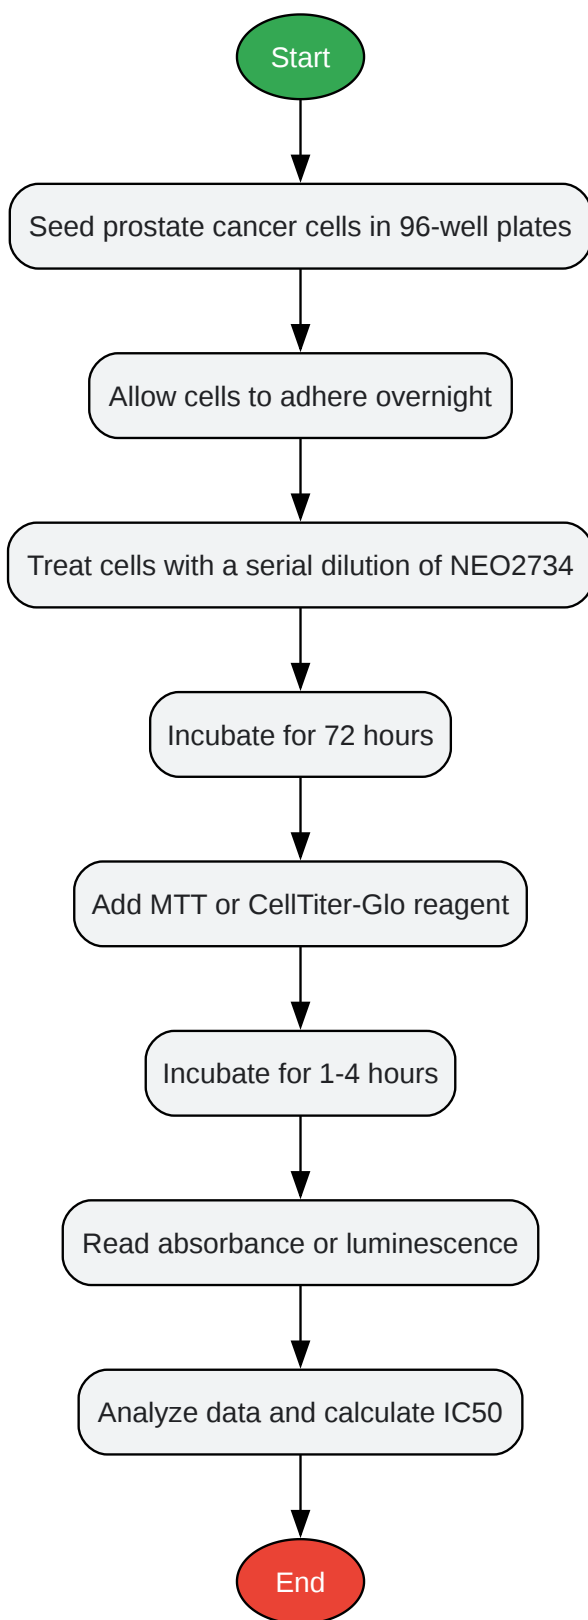 Start
Seed prostate cancer cells in 96-well plates
Allow cells to adhere overnight
Treat cells with a serial dilution of NEO2734
Incubate for 72 hours
Add MTT or CellTiter-Glo reagent
Incubate for 1-4 hours
Read absorbance or luminescence
Analyze data and calculate IC50
End